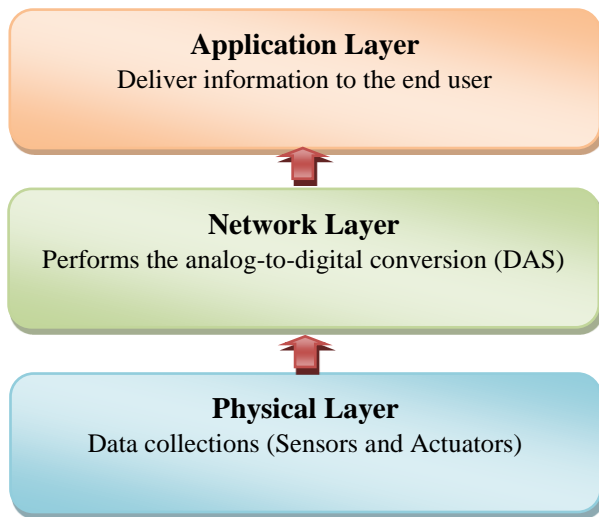 Application Layer
Deliver information to the end user
Network Layer
Performs the analog-to-digital conversion (DAS)
Physical Layer
Data collections (Sensors and Actuators)